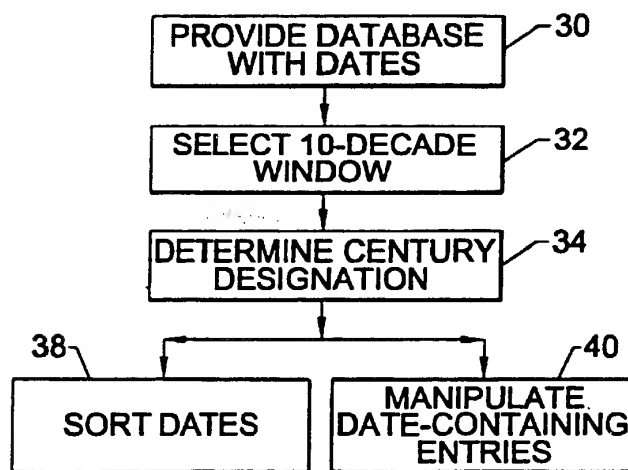 PROVIDE DATABASE
WITH DATES
30
SELECT 10-DECADE
WINDOW
32
DETERMINE CENTURY
DESIGNATION
34
38
SORT DATES
40
MANIPULATE
DATE-CONTAINING
ENTRIES